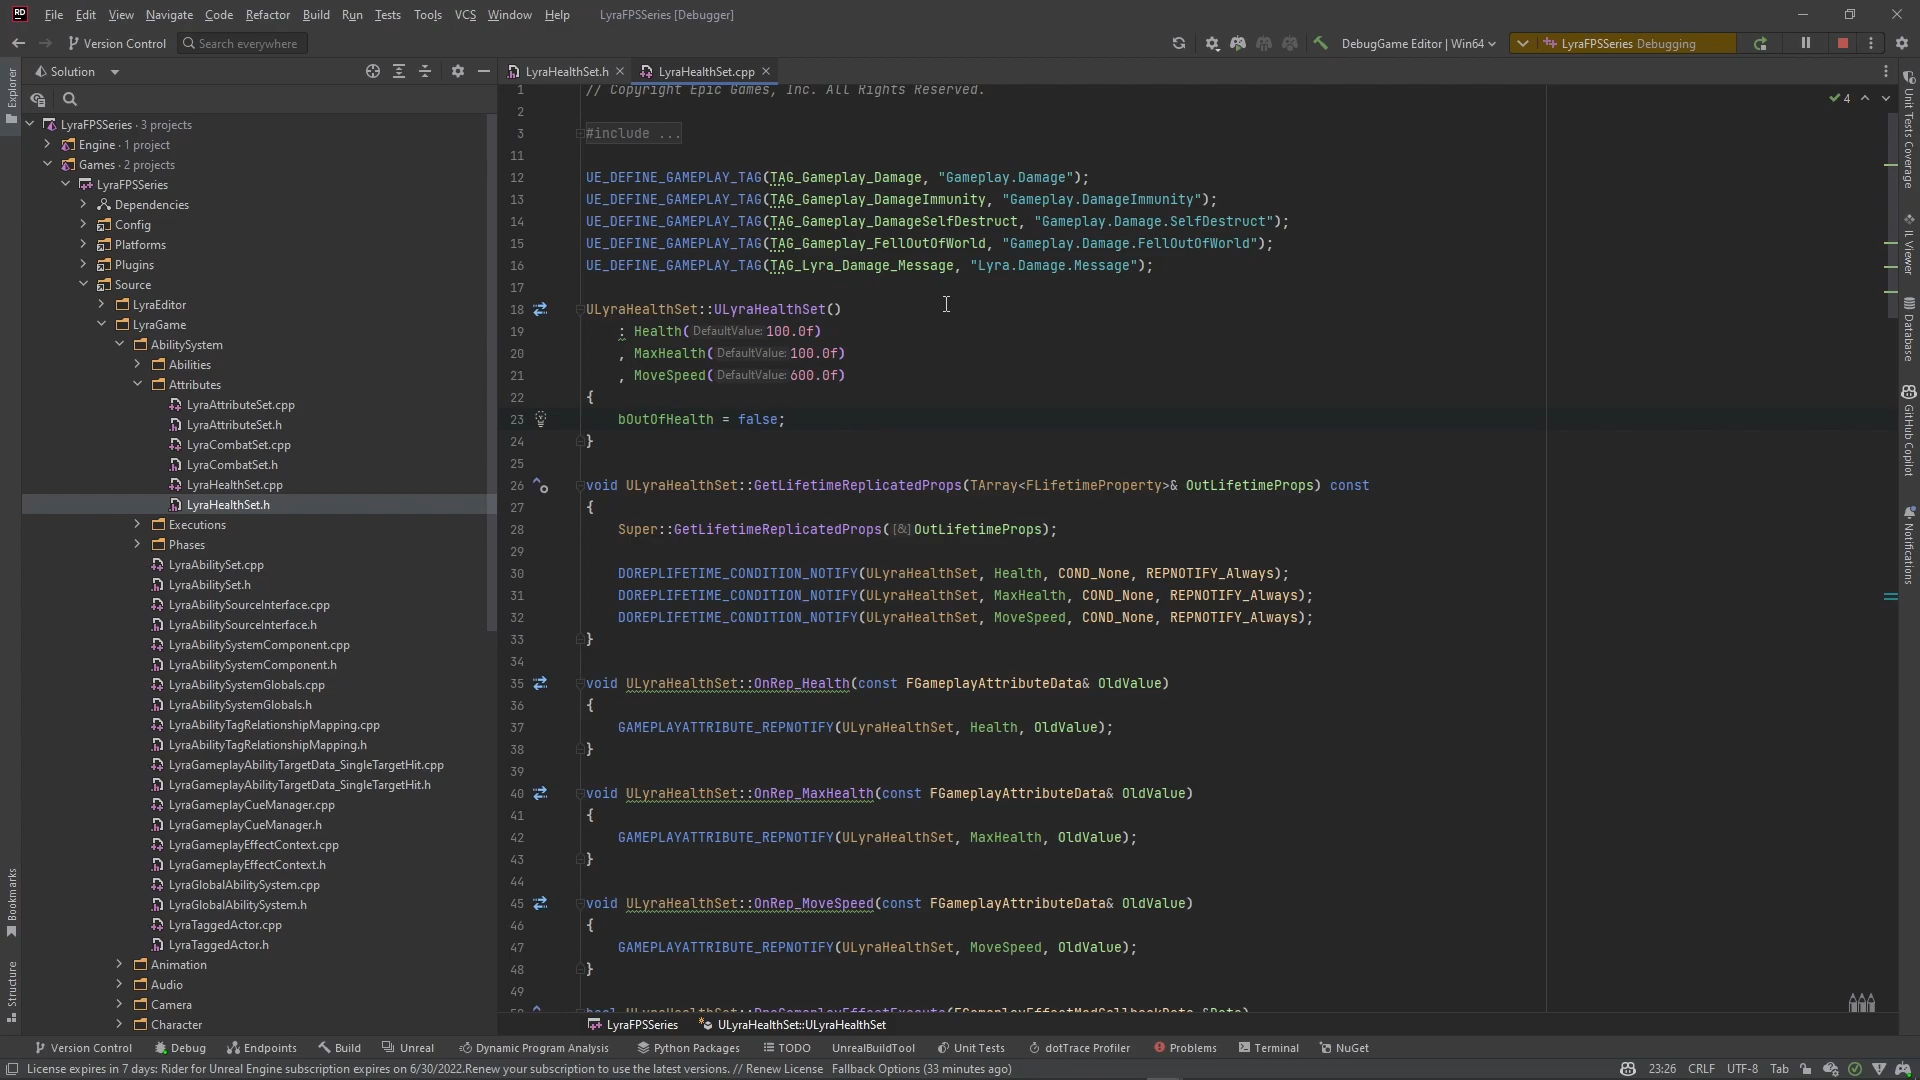 RD File Edit View Navigate Code Refactor Build Run Tests Tools VCS Window Help LyraFPSSeries [Debugger]
Version Control Search everywhere DebugGame Editor | Win64 LyraFPSSeries Debugging
Solution
LyraHealthSet.h LyraHealthSet.cpp
Explorer
LyraFPSSeries · 3 projects
Engine · 1 project
Games · 2 projects
LyraFPSSeries
Dependencies
Config
Platforms
Plugins
Source
LyraEditor
LyraGame
AbilitySystem
Abilities
Attributes
LyraAttributeSet.cpp
LyraAttributeSet.h
LyraCombatSet.cpp
LyraCombatSet.h
LyraHealthSet.cpp
LyraHealthSet.h
Executions
Phases
LyraAbilitySet.cpp
LyraAbilitySet.h
LyraAbilitySourceInterface.cpp
LyraAbilitySourceInterface.h
LyraAbilitySystemComponent.cpp
LyraAbilitySystemComponent.h
LyraAbilitySystemGlobals.cpp
LyraAbilitySystemGlobals.h
LyraAbilityTagRelationshipMapping.cpp
LyraAbilityTagRelationshipMapping.h
LyraGameplayAbilityTargetData_SingleTargetHit.cpp
LyraGameplayAbilityTargetData_SingleTargetHit.h
LyraGameplayCueManager.cpp
LyraGameplayCueManager.h
LyraGameplayEffectContext.cpp
LyraGameplayEffectContext.h
LyraGlobalAbilitySystem.cpp
LyraGlobalAbilitySystem.h
LyraTaggedActor.cpp
LyraTaggedActor.h
Animation
Audio
Camera
Character
Bookmarks
Structure
1 // Copyright Epic Games, Inc. All Rights Reserved.
2
3 #include ...
11
12 UE_DEFINE_GAMEPLAY_TAG(TAG_Gameplay_Damage, "Gameplay.Damage");
13 UE_DEFINE_GAMEPLAY_TAG(TAG_Gameplay_DamageImmunity, "Gameplay.DamageImmunity");
14 UE_DEFINE_GAMEPLAY_TAG(TAG_Gameplay_DamageSelfDestruct, "Gameplay.Damage.SelfDestruct");
15 UE_DEFINE_GAMEPLAY_TAG(TAG_Gameplay_FellOutOfWorld, "Gameplay.Damage.FellOutOfWorld");
16 UE_DEFINE_GAMEPLAY_TAG(TAG_Lyra_Damage_Message, "Lyra.Damage.Message");
17
18 ULyraHealthSet::ULyraHealthSet()
19 : Health( DefaultValue: 100.0f)
20 , MaxHealth( DefaultValue: 100.0f)
21 , MoveSpeed( DefaultValue: 600.0f)
22 {
23 bOutOfHealth = false;
24 }
25
26 void ULyraHealthSet::GetLifetimeReplicatedProps(TArray<FLifetimeProperty>& OutLifetimeProps) const
27 {
28 Super::GetLifetimeReplicatedProps([&]OutLifetimeProps);
29
30 DOREPLIFETIME_CONDITION_NOTIFY(ULyraHealthSet, Health, COND_None, REPNOTIFY_Always);
31 DOREPLIFETIME_CONDITION_NOTIFY(ULyraHealthSet, MaxHealth, COND_None, REPNOTIFY_Always);
32 DOREPLIFETIME_CONDITION_NOTIFY(ULyraHealthSet, MoveSpeed, COND_None, REPNOTIFY_Always);
33 }
34
35 void ULyraHealthSet::OnRep_Health(const FGameplayAttributeData& OldValue)
36 {
37 GAMEPLAYATTRIBUTE_REPNOTIFY(ULyraHealthSet, Health, OldValue);
38 }
39
40 void ULyraHealthSet::OnRep_MaxHealth(const FGameplayAttributeData& OldValue)
41 {
42 GAMEPLAYATTRIBUTE_REPNOTIFY(ULyraHealthSet, MaxHealth, OldValue);
43 }
44
45 void ULyraHealthSet::OnRep_MoveSpeed(const FGameplayAttributeData& OldValue)
46 {
47 GAMEPLAYATTRIBUTE_REPNOTIFY(ULyraHealthSet, MoveSpeed, OldValue);
48 }
49
4
Unit Tests Coverage
IL Viewer
Database
GitHub Copilot
Notifications
LyraFPSSeries ULyraHealthSet::ULyraHealthSet
Version Control Debug Endpoints Build Unreal Dynamic Program Analysis Python Packages TODO UnrealBuildTool Unit Tests dotTrace Profiler Problems Terminal NuGet
License expires in 7 days: Rider for Unreal Engine subscription expires on 6/30/2022.Renew your subscription to use the latest versions. // Renew License Fallback Options (33 minutes ago) 23:26 CRLF UTF-8 Tab